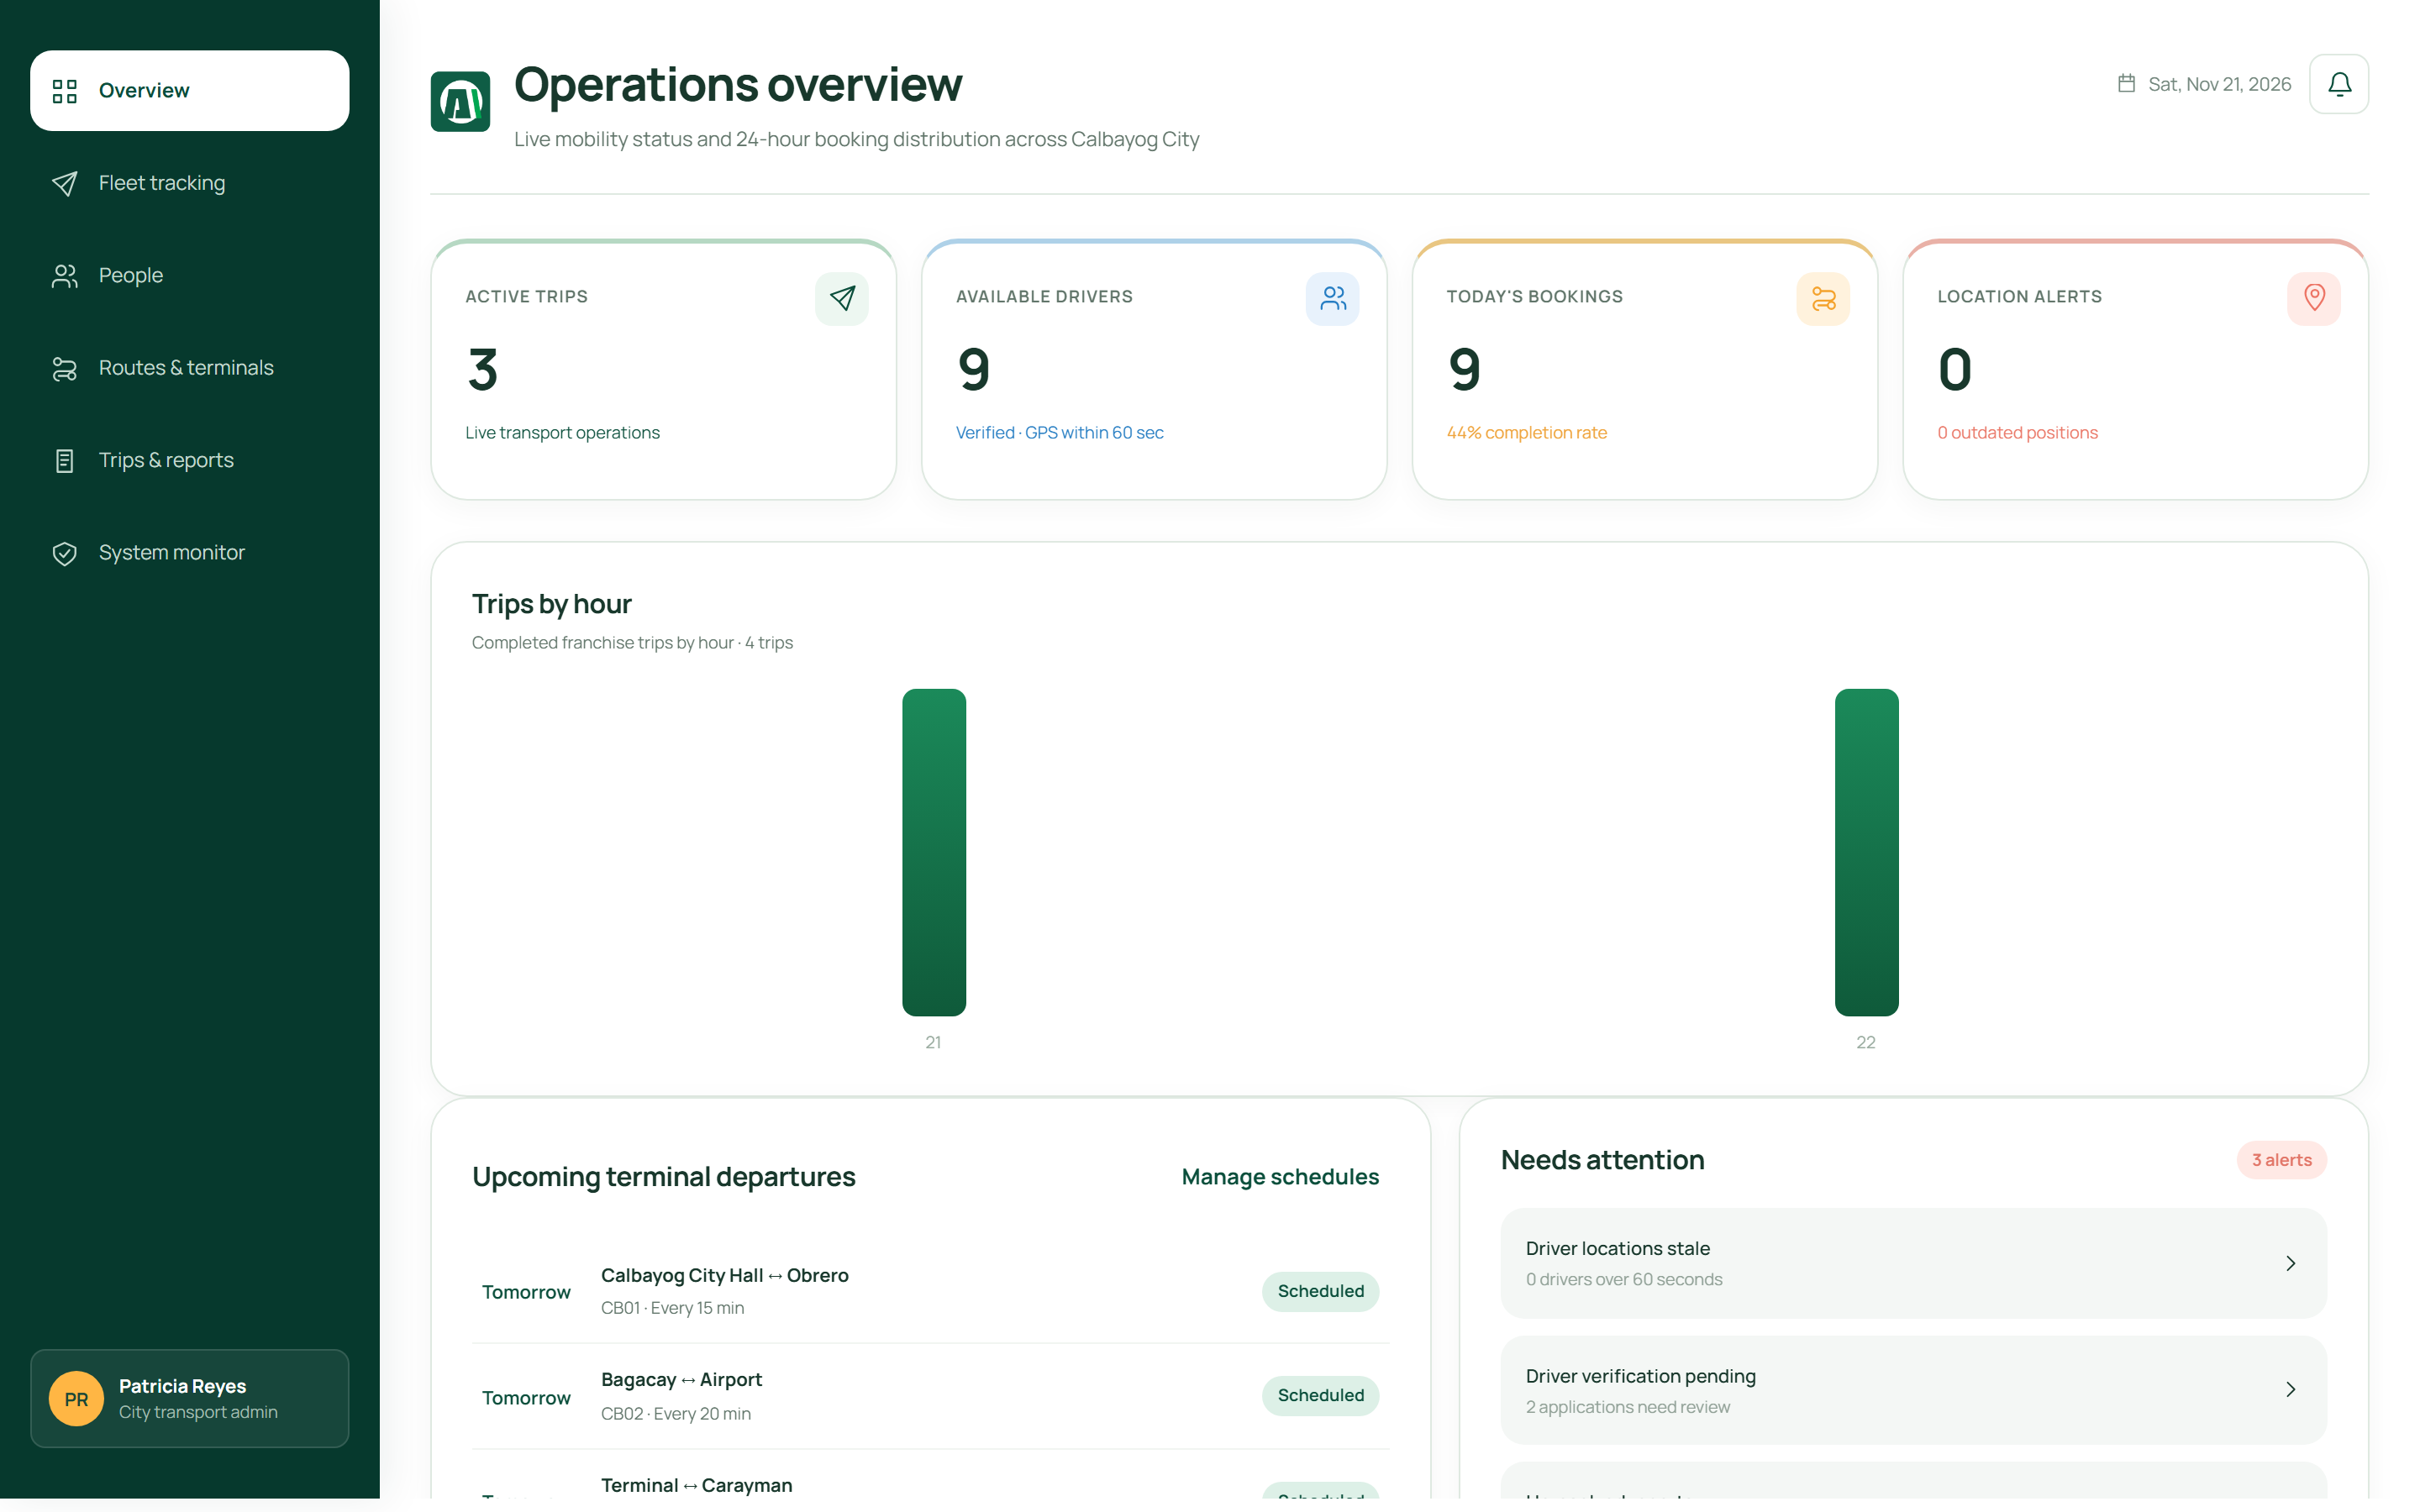 Overview
Fleet tracking
People
Routes & terminals
Trips & reports
System monitor
PR
Patricia Reyes
City transport admin
Operations overview
Live mobility status and 24-hour booking distribution across Calbayog City
Sat, Nov 21, 2026
ACTIVE TRIPS
3
Live transport operations
AVAILABLE DRIVERS
9
Verified · GPS within 60 sec
TODAY'S BOOKINGS
9
44% completion rate
LOCATION ALERTS
0
0 outdated positions
Trips by hour
Completed franchise trips by hour · 4 trips
21
22
Upcoming terminal departures
Manage schedules
Tomorrow
Calbayog City Hall ↔ Obrero
CB01 · Every 15 min
Scheduled
Tomorrow
Bagacay ↔ Airport
CB02 · Every 20 min
Scheduled
Terminal ↔ Carayman
Scheduled
Needs attention
3 alerts
Driver locations stale
0 drivers over 60 seconds
Driver verification pending
2 applications need review